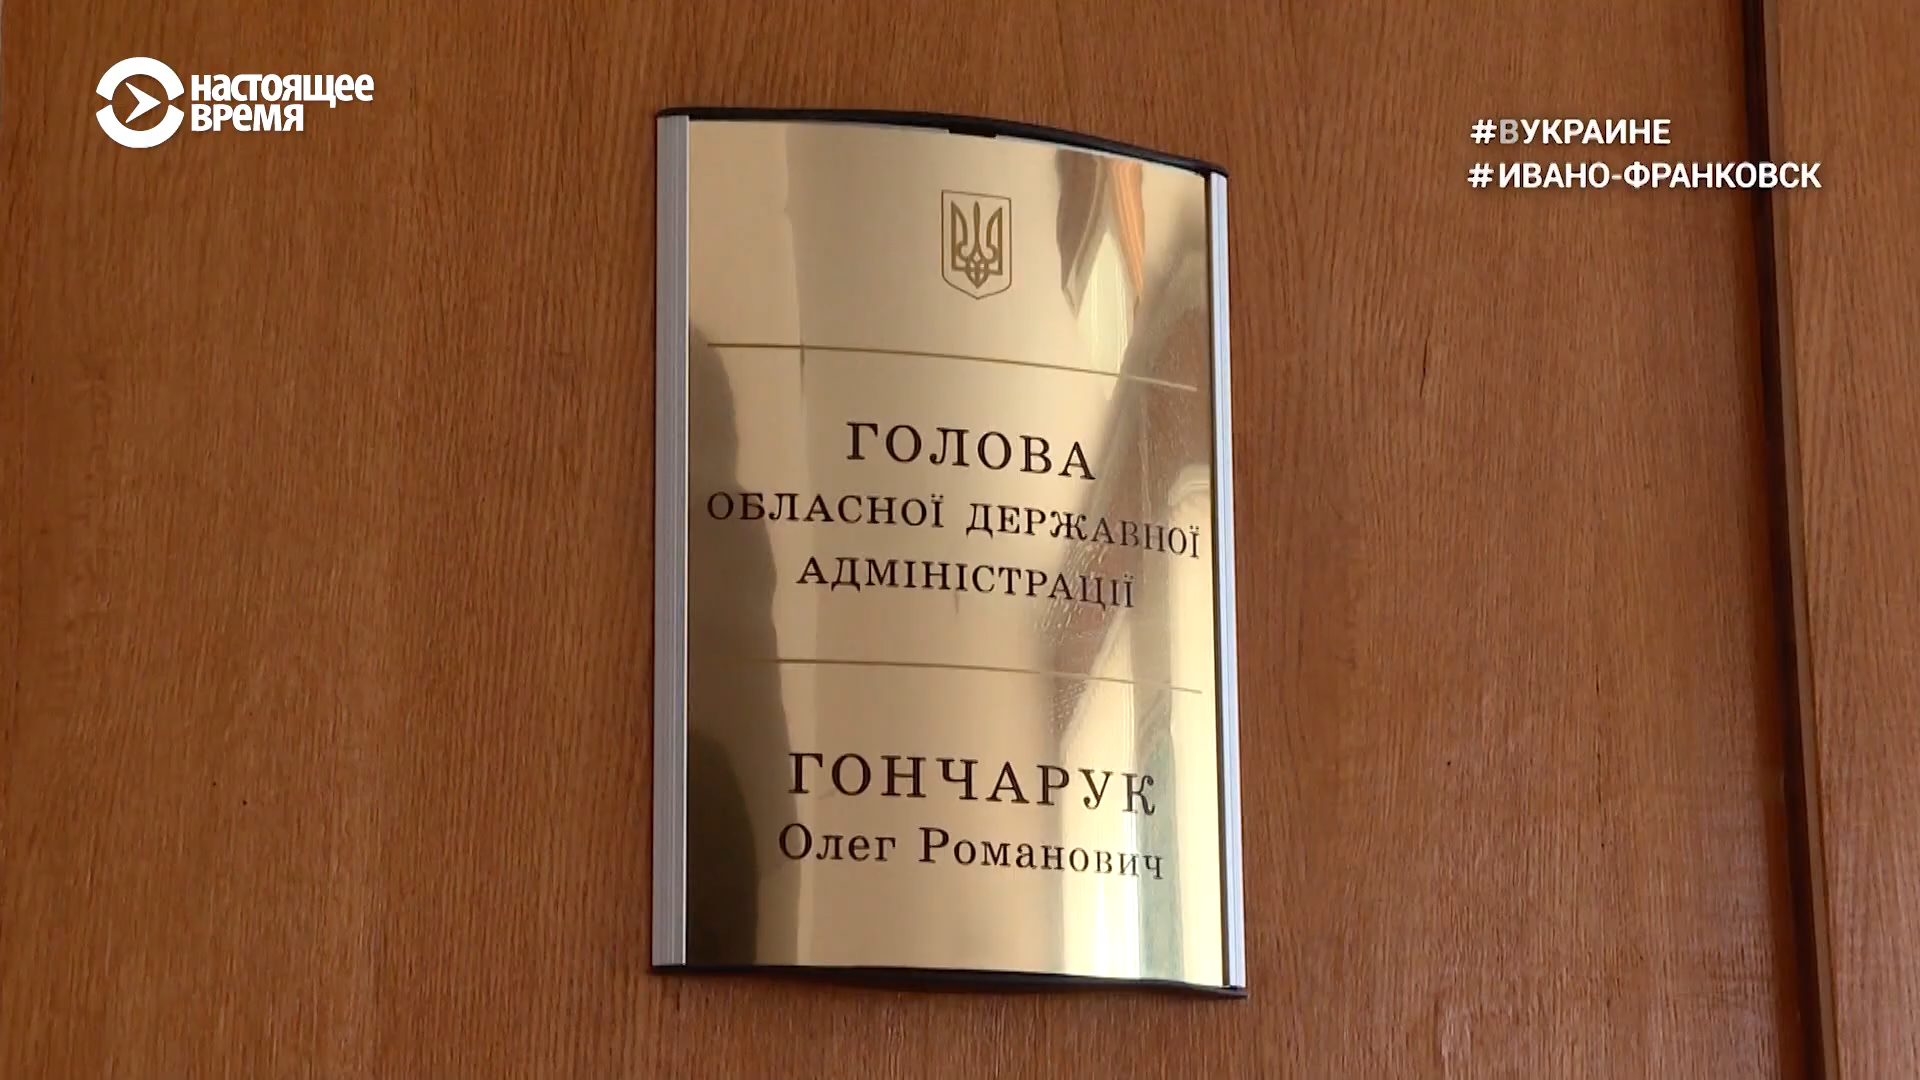 НАСТОЯЩЕЕ
ВРЕМЯ
#ВУКРАИНЕ
#ИВАНО-ФРАНКОВСК
ГОЛОВА
ОБЛАСНОЇ ДЕРЖАВНОЇ
АДМІНІСТРАЦІЇ
ГОНЧАРУК
Олег Романович